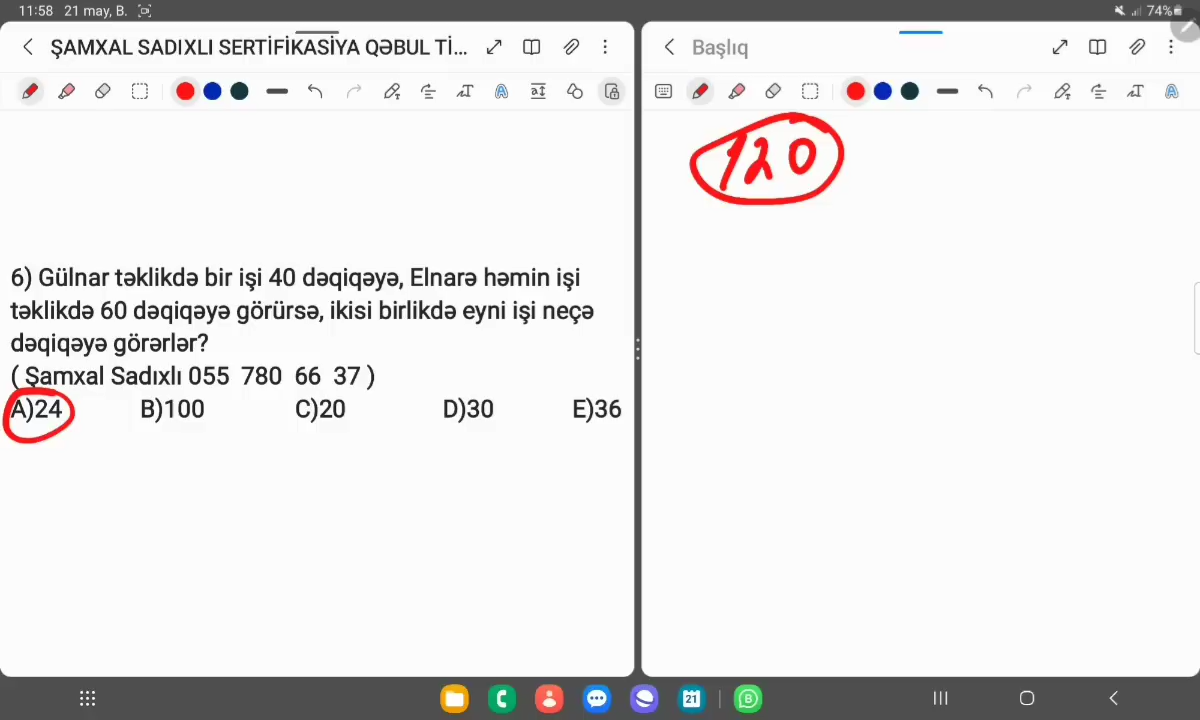 11:58 21 may, B.
74%
ŞAMXAL SADIXLI SERTİFİKASİYA QƏBUL Tİ...
Başlıq
120
6) Gülnar təklikdə bir işi 40 dəqiqəyə, Elnarə həmin işi
təklikdə 60 dəqiqəyə görürsə, ikisi birlikdə eyni işi neçə
dəqiqəyə görərlər?
( Şamxal Sadıxlı 055 780 66 37 )
A)24 B)100 C)20 D)30 E)36
21